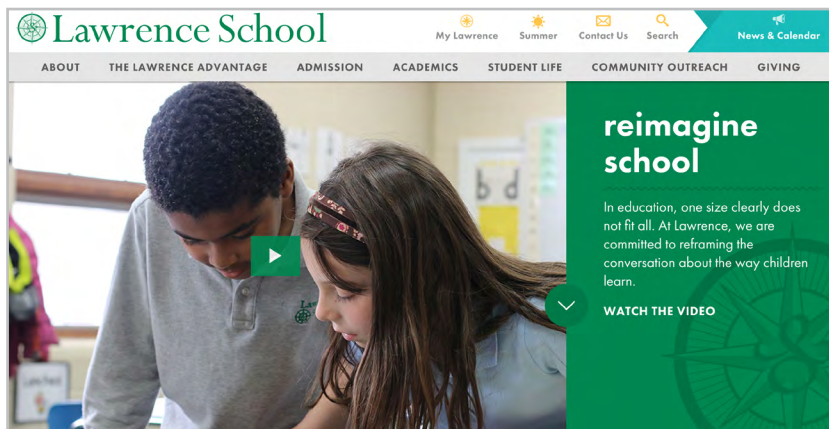 Lawrence School
My Lawrence Summer Contact Us Search News & Calendar
ABOUT THE LAWRENCE ADVANTAGE ADMISSION ACADEMICS STUDENT LIFE COMMUNITY OUTREACH GIVING
reimagine
school
In education, one size clearly does
not fit all. At Lawrence, we are
committed to reframing the
conversation about the way children
learn.
WATCH THE VIDEO
b d